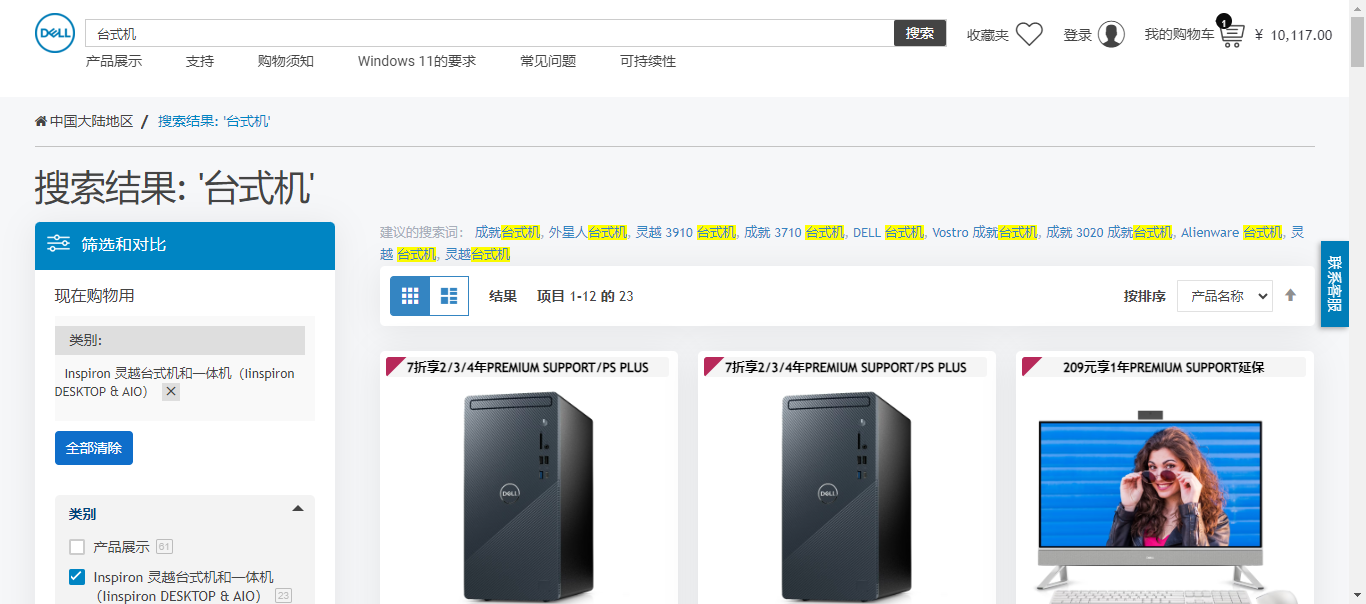 DELL
台式机
搜索
收藏夹
登录
我的购物车
1
¥ 10,117.00
产品展示
支持
购物须知
Windows 11的要求
常见问题
可持续性
中国大陆地区 / 搜索结果: '台式机'
搜索结果: '台式机'
筛选和对比
现在购物用
类别:
Inspiron 灵越台式机和一体机（Iinspiron
DESKTOP & AIO）
全部清除
类别
产品展示 61
Inspiron 灵越台式机和一体机
（Iinspiron DESKTOP & AIO） 23
建议的搜索词： 成就台式机, 外星人台式机, 灵越 3910 台式机, 成就 3710 台式机, DELL 台式机, Vostro 成就台式机, 成就 3020 成就台式机, Alienware 台式机, 灵
越 台式机, 灵越台式机
结果 项目 1-12 的 23
按排序 产品名称
联系客服
7折享2/3/4年PREMIUM SUPPORT/PS PLUS
7折享2/3/4年PREMIUM SUPPORT/PS PLUS
209元享1年PREMIUM SUPPORT延保
DELL
DELL